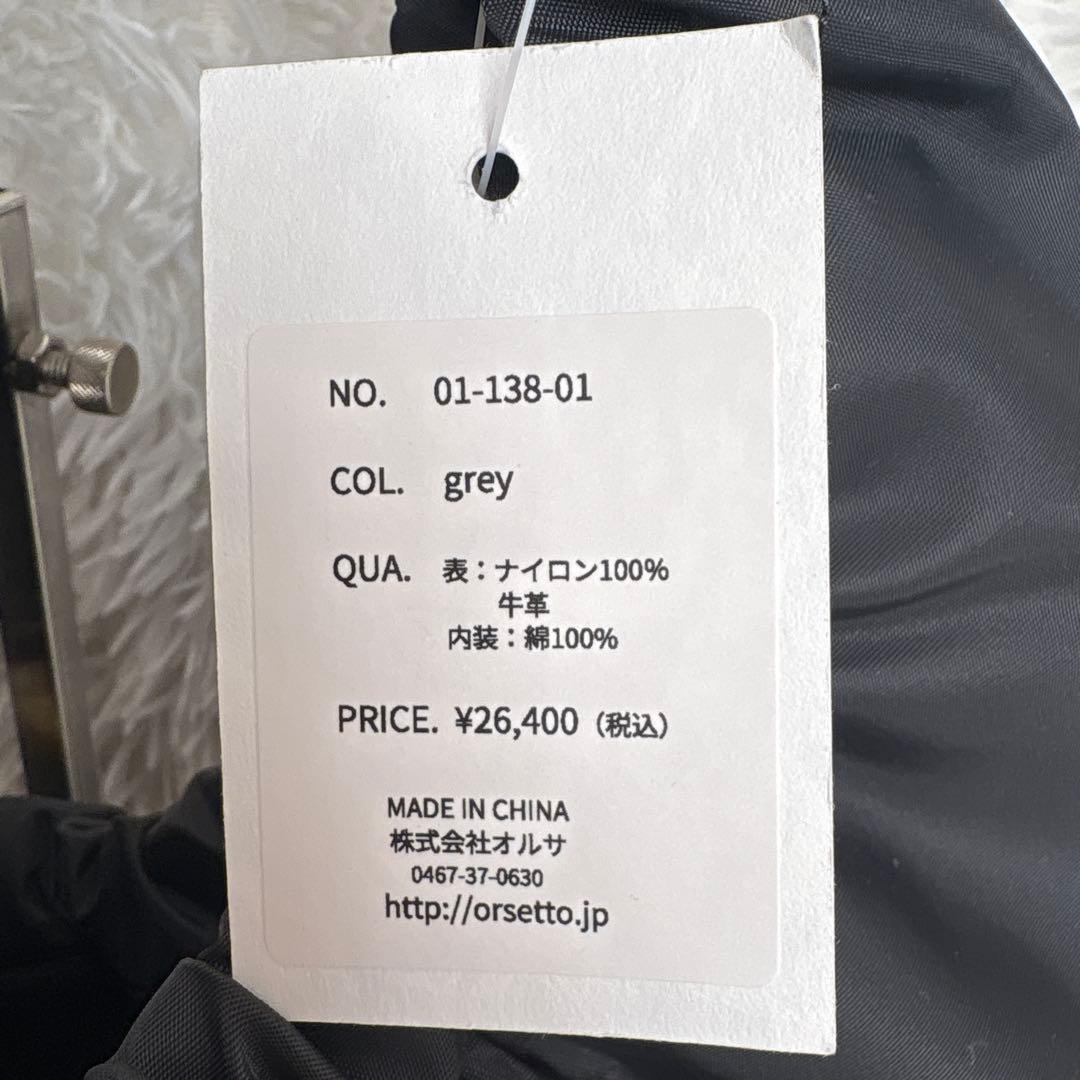 NO. 01-138-01
COL. grey
QUA. 表：ナイロン100%
牛革
内装：綿100%
PRICE. ¥26,400（税込）
MADE IN CHINA
株式会社オルサ
0467-37-0630
http://orsetto.jp